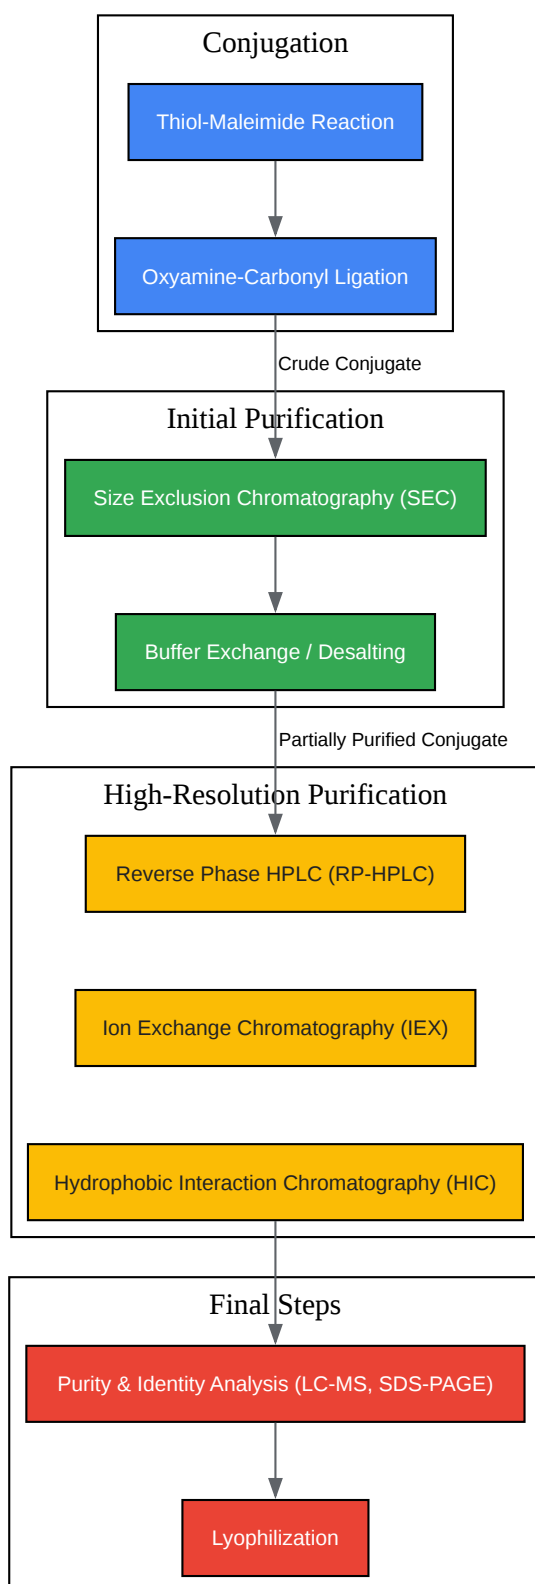 Conjugation
Thiol-Maleimide Reaction
Oxyamine-Carbonyl Ligation
Crude Conjugate
Initial Purification
Size Exclusion Chromatography (SEC)
Buffer Exchange / Desalting
Partially Purified Conjugate
High-Resolution Purification
Reverse Phase HPLC (RP-HPLC)
Ion Exchange Chromatography (IEX)
Hydrophobic Interaction Chromatography (HIC)
Final Steps
Purity & Identity Analysis (LC-MS, SDS-PAGE)
Lyophilization